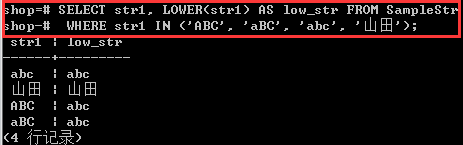 shop=# SELECT str1, LOWER(str1) AS low_str FROM SampleStr
shop-#  WHERE str1 IN ('ABC', 'aBC', 'abc', '山田');
 str1 | low_str
------+---------
 abc  | abc
 山田 | 山田
 ABC  | abc
 aBC  | abc
(4 行记录)